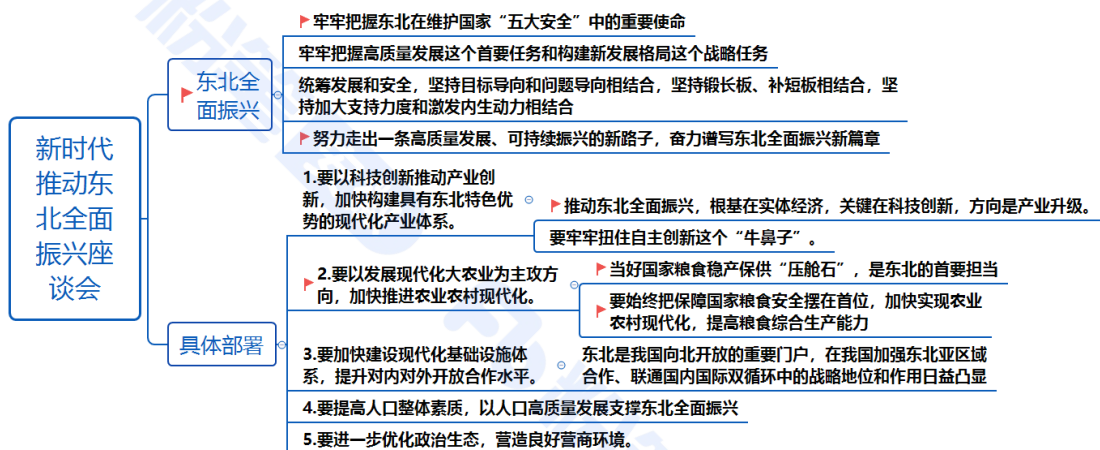 新时代
推动东
北全面
振兴座
谈会
东北全
面振兴
牢牢把握东北在维护国家“五大安全”中的重要使命
牢牢把握高质量发展这个首要任务和构建新发展格局这个战略任务
统筹发展和安全，坚持目标导向和问题导向相结合，坚持锻长板、补短板相结合，坚
持加大支持力度和激发内生动力相结合
努力走出一条高质量发展、可持续振兴的新路子，奋力谱写东北全面振兴新篇章
具体部署
1.要以科技创新推动产业创
新，加快构建具有东北特色优
势的现代化产业体系。
推动东北全面振兴，根基在实体经济，关键在科技创新，方向是产业升级。
要牢牢扭住自主创新这个“牛鼻子”。
2.要以发展现代化大农业为主攻方
向，加快推进农业农村现代化。
当好国家粮食稳产保供“压舱石”，是东北的首要担当
要始终把保障国家粮食安全摆在首位，加快实现农业
农村现代化，提高粮食综合生产能力
3.要加快建设现代化基础设施体
系，提升对内对外开放合作水平。
东北是我国向北开放的重要门户，在我国加强东北亚区域
合作、联通国内国际双循环中的战略地位和作用日益凸显
4.要提高人口整体素质，以人口高质量发展支撑东北全面振兴
5.要进一步优化政治生态，营造良好营商环境。